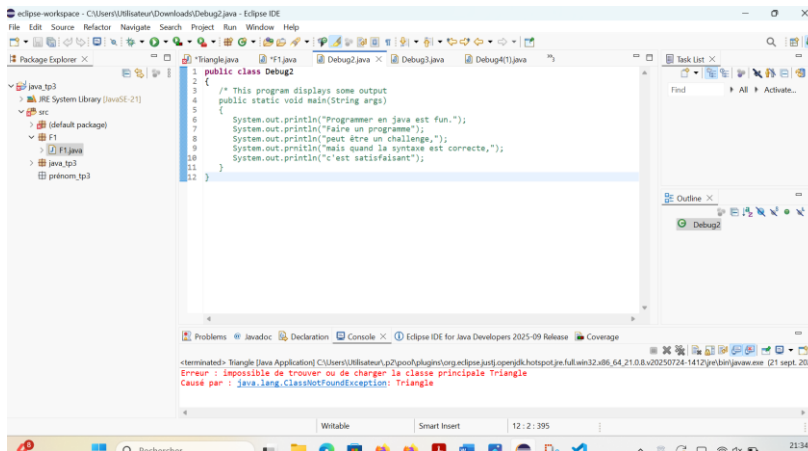 eclipse-workspace - C:\Users\Utilisateur\Downloads\Debug2.java - Eclipse IDE
File Edit Source Refactor Navigate Search Project Run Window Help
Package Explorer
*Triangle.java *F1.java Debug2.java Debug3.java Debug4(1).java
Task List
java_tp3
JRE System Library [JavaSE-21]
src
(default package)
F1
F1.java
java_tp3
prénom_tp3
1 public class Debug2
2 {
3 /* This program displays some output
4 public static void main(String args)
5 {
6 System.out.println("Programmer en java est fun.");
7 System.out.println("Faire un programme");
8 System.out.println("peut être un challenge,");
9 System.out.prnitln("mais quand la syntaxe est correcte,");
10 System.out.println("c'est satisfaisant");
11 }
12 }
Find All Activate...
Outline
Debug2
Problems Javadoc Declaration Console Eclipse IDE for Java Developers 2025-09 Release Coverage
<terminated> Triangle [Java Application] C:\Users\Utilisateur\.p2\pool\plugins\org.eclipse.justj.openjdk.hotspot.jre.full.win32.x86_64_21.0.8.v20250724-1412\jre\bin\javaw.exe (21 sept. 20
Erreur : impossible de trouver ou de charger la classe principale Triangle
Causé par : java.lang.ClassNotFoundException: Triangle
Writable Smart Insert 12 : 2 : 395
Rechercher
21:34